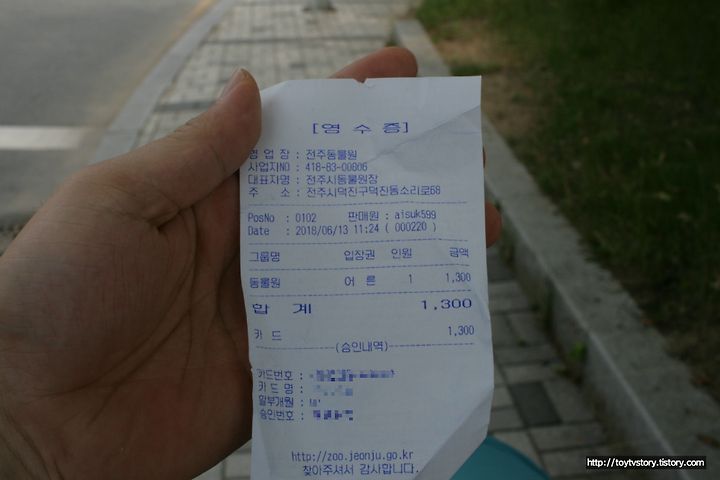 [영 수 증]
영 업 장 : 전주동물원
사업자NO : 418-83-00806
대표자명 : 전주시동물원장
주 소 : 전주시덕진구덕진동소리로68
PosNo : 0102 판매원 : aisuk599
Date : 2018/06/13 11:24 ( 000220 )
그룹명 입장권 인원 금액
동물원 어 른 1 1,300
합 계 1,300
카 드 1,300
(승인내역)
카드번호 :
카 드 명 :
할부개월 :
승인번호 :
http://zoo.jeonju.go.kr
찾아주셔서 감사합니다.
http://toytvstory.tistory.com